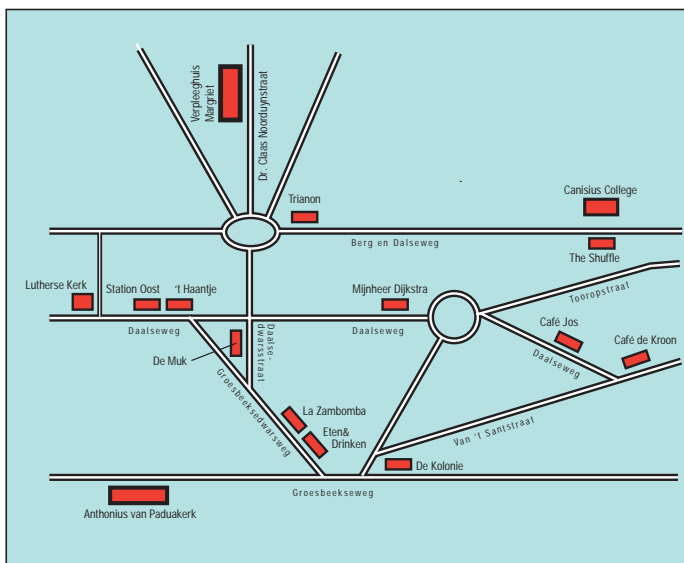 Verpleeghuis
Margriet
Dr. Claas Noorduynstraat
Trianon
Canisius College
Berg en Dalseweg
The Shuffle
Tooropstraat
Lutherse Kerk
Station Oost
't Haantje
Mijnheer Dijkstra
Daalseweg
Daalse-
dwarsstraat
Daalseweg
Café Jos
Café de Kroon
De Muk
Daalseweg
Groesbeeksedwarsweg
La Zambomba
Eten&
Drinken
Van 't Santstraat
De Kolonie
Groesbeekseweg
Anthonius van Paduakerk